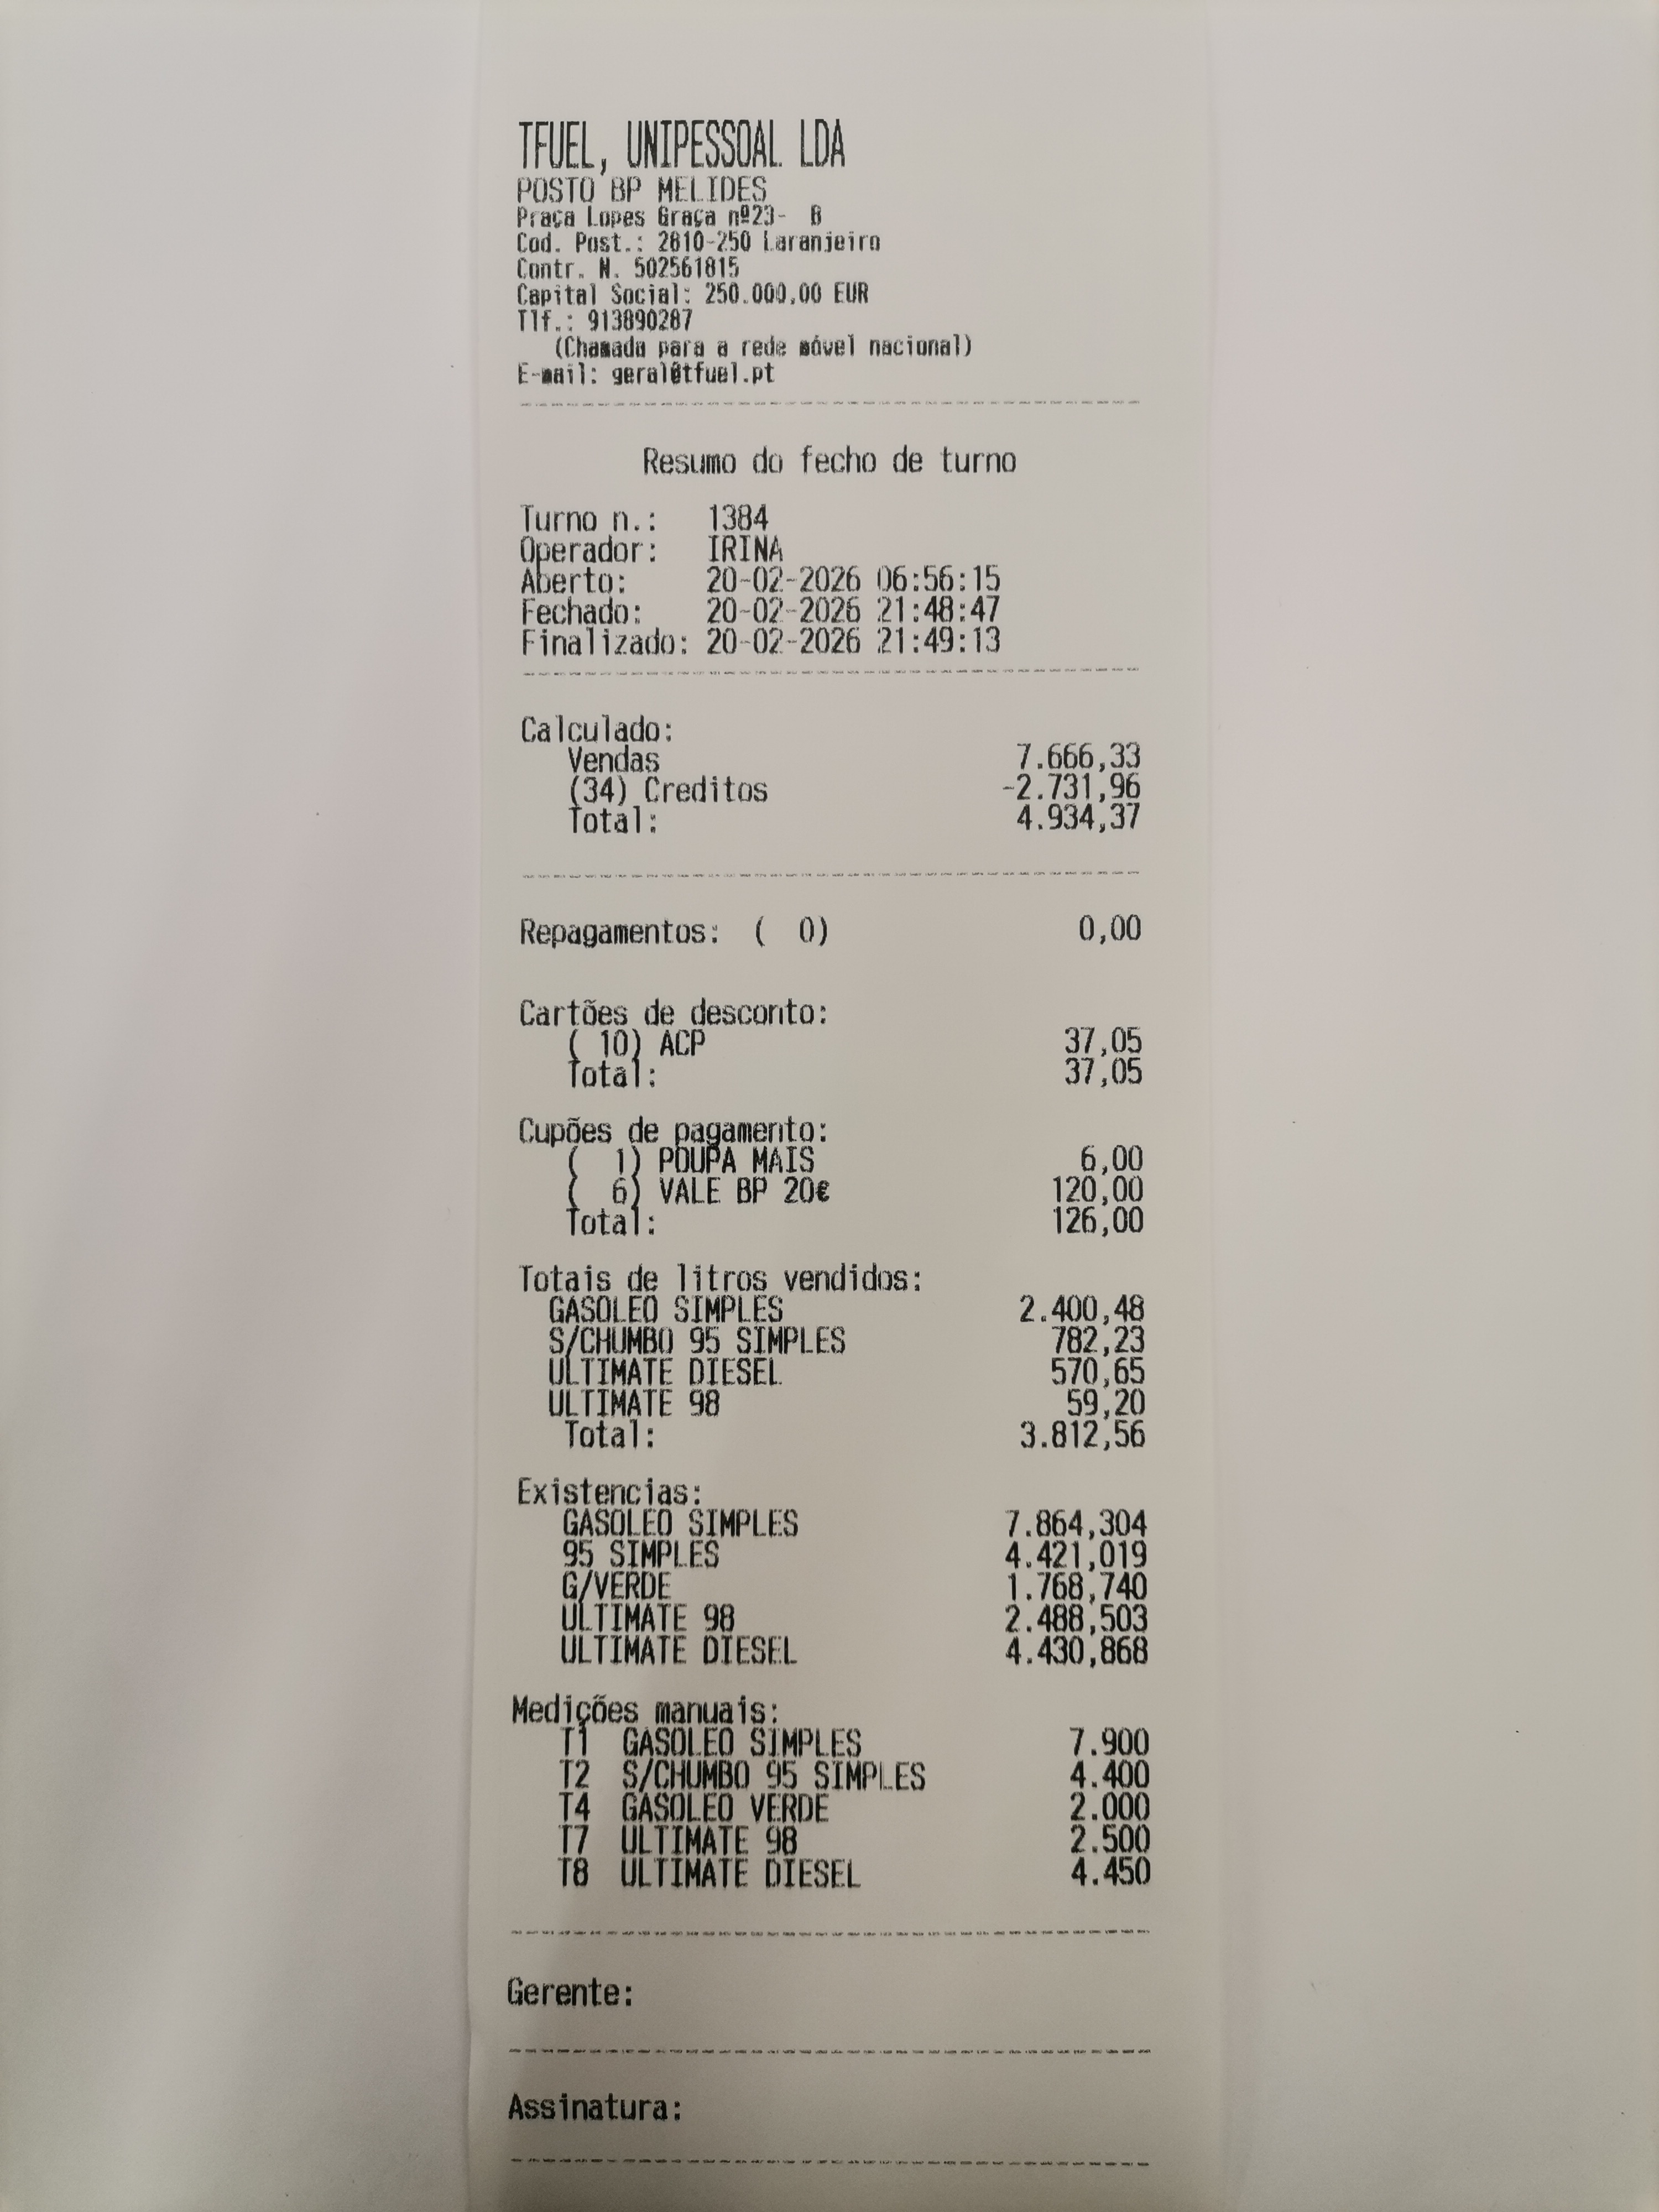 TFUEL, UNIPESSOAL LDA
POSTO BP MELIDES
Praça Lopes Graça nº23-  B
Cod. Post.: 2810-250 Laranjeiro
Contr. N. 502561815
Capital Social: 250.000,00 EUR
Tlf.: 913890287
(Chamada para a rede móvel nacional)
E-mail: geral@tfuel.pt
Resumo do fecho de turno
Turno n.: 1384
Operador: IRINA
Aberto: 20-02-2026 06:56:15
Fechado: 20-02-2026 21:48:47
Finalizado: 20-02-2026 21:49:13
Calculado:
Vendas 7.666,33
(34) Creditos -2.731,96
Total: 4.934,37
Repagamentos: ( 0) 0,00
Cartões de desconto:
( 10) ACP 37,05
Total: 37,05
Cupões de pagamento:
( 1) POUPA MAIS 6,00
( 6) VALE BP 20€ 120,00
Total: 126,00
Totais de litros vendidos:
GASOLEO SIMPLES 2.400,48
S/CHUMBO 95 SIMPLES 782,23
ULTIMATE DIESEL 570,65
ULTIMATE 98 59,20
Total: 3.812,56
Existencias:
GASOLEO SIMPLES 7.864,304
95 SIMPLES 4.421,019
G/VERDE 1.768,740
ULTIMATE 98 2.488,503
ULTIMATE DIESEL 4.430,868
Medições manuais:
T1 GASOLEO SIMPLES 7.900
T2 S/CHUMBO 95 SIMPLES 4.400
T4 GASOLEO VERDE 2.000
T7 ULTIMATE 98 2.500
T8 ULTIMATE DIESEL 4.450
Gerente:
Assinatura: